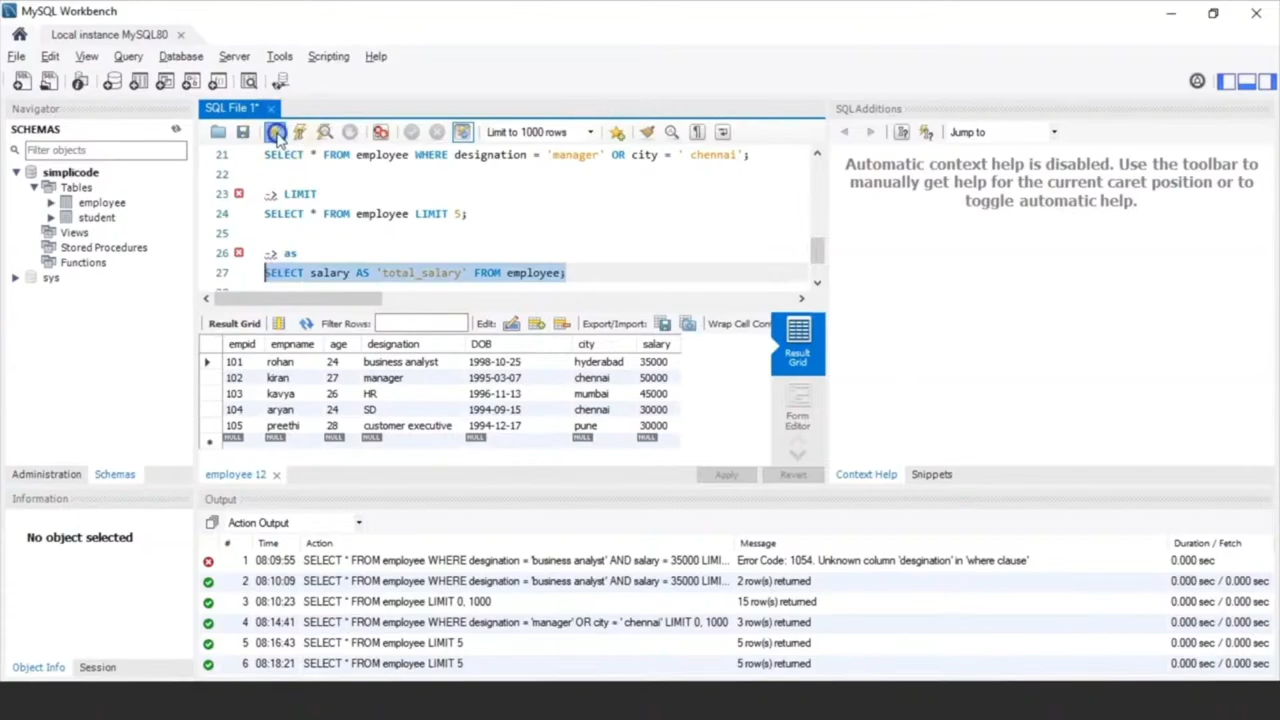 MySQL Workbench
Local instance MySQL80
File Edit View Query Database Server Tools Scripting Help
Navigator
SCHEMAS
Filter objects
simplicode
Tables
employee
student
Views
Stored Procedures
Functions
sys
Administration Schemas
Information
No object selected
Object Info Session
SQL File 1*
Limit to 1000 rows
21 SELECT * FROM employee WHERE designation = 'manager' OR city = ' chennai';
22
23 -> LIMIT
24 SELECT * FROM employee LIMIT 5;
25
26 -> as
27 SELECT salary AS 'total_salary' FROM employee;
Result Grid Filter Rows: Edit: Export/Import: Wrap Cell Con
empid empname age designation DOB city salary
101 rohan 24 business analyst 1998-10-25 hyderabad 35000
102 kiran 27 manager 1995-03-07 chennai 50000
103 kavya 26 HR 1996-11-13 mumbai 45000
104 aryan 24 SD 1994-09-15 chennai 30000
105 preethi 28 customer executive 1994-12-17 pune 30000
NULL NULL NULL NULL NULL NULL NULL
Result
Grid
Form
Editor
employee 12 Apply Revert
SQLAdditions
Jump to
Automatic context help is disabled. Use the toolbar to
manually get help for the current caret position or to
toggle automatic help.
Context Help Snippets
Output
Action Output
# Time Action Message Duration / Fetch
1 08:09:55 SELECT * FROM employee WHERE desgination = 'business analyst' AND salary = 35000 LIMI... Error Code: 1054. Unknown column 'desgination' in 'where clause' 0.000 sec
2 08:10:09 SELECT * FROM employee WHERE designation = 'business analyst' AND salary = 35000 LIMI... 2 row(s) returned 0.000 sec / 0.000 sec
3 08:10:23 SELECT * FROM employee LIMIT 0, 1000 15 row(s) returned 0.000 sec / 0.000 sec
4 08:14:41 SELECT * FROM employee WHERE designation = 'manager' OR city = ' chennai' LIMIT 0, 1000 3 row(s) returned 0.000 sec / 0.000 sec
5 08:16:43 SELECT * FROM employee LIMIT 5 5 row(s) returned 0.000 sec / 0.000 sec
6 08:18:21 SELECT * FROM employee LIMIT 5 5 row(s) returned 0.000 sec / 0.000 sec